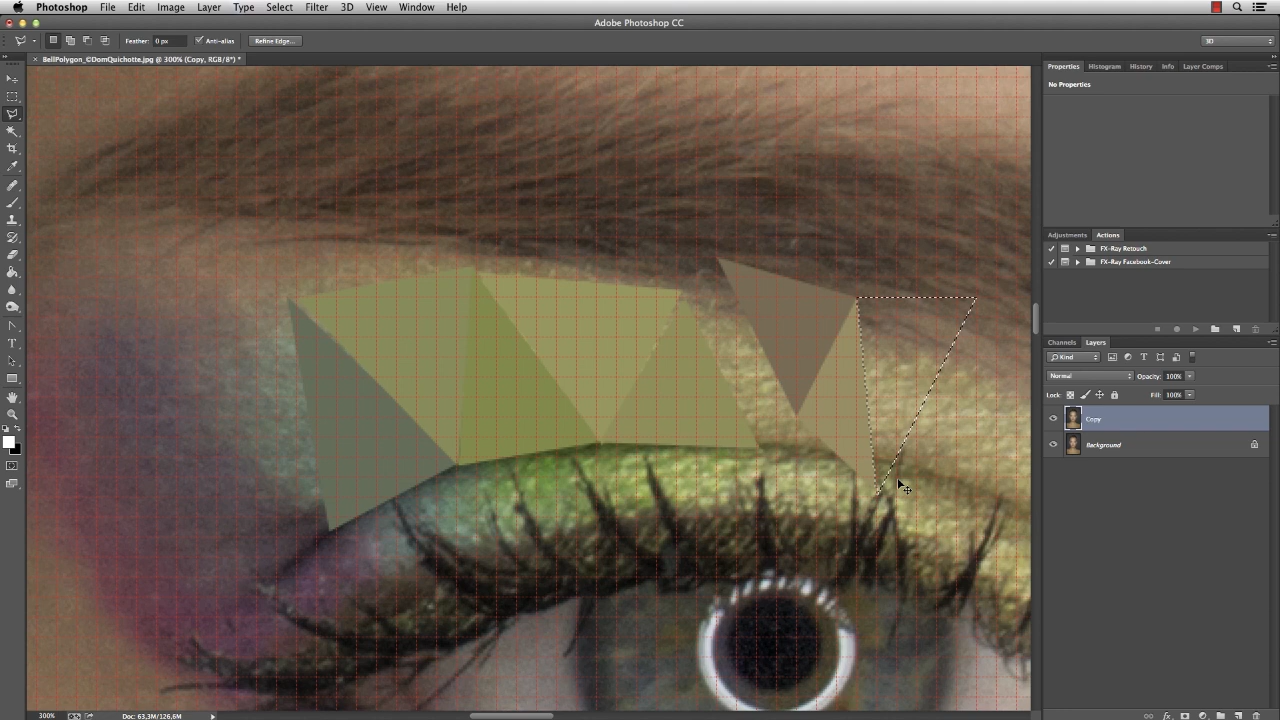 Photoshop File Edit Image Layer Type Select Filter 3D View Window Help
Adobe Photoshop CC
Feather: 0 px Anti-alias Refine Edge... 3D
BellPolygon_©DomQuichotte.jpg @ 300% (Copy, RGB/8*) *
Properties Histogram History Info Layer Comps
No Properties
Adjustments Actions
FX-Ray Retouch
FX-Ray Facebook-Cover
Channels Layers
Kind
Normal Opacity: 100%
Lock: Fill: 100%
Copy
Background
300% Doc: 63,3M/126,6M